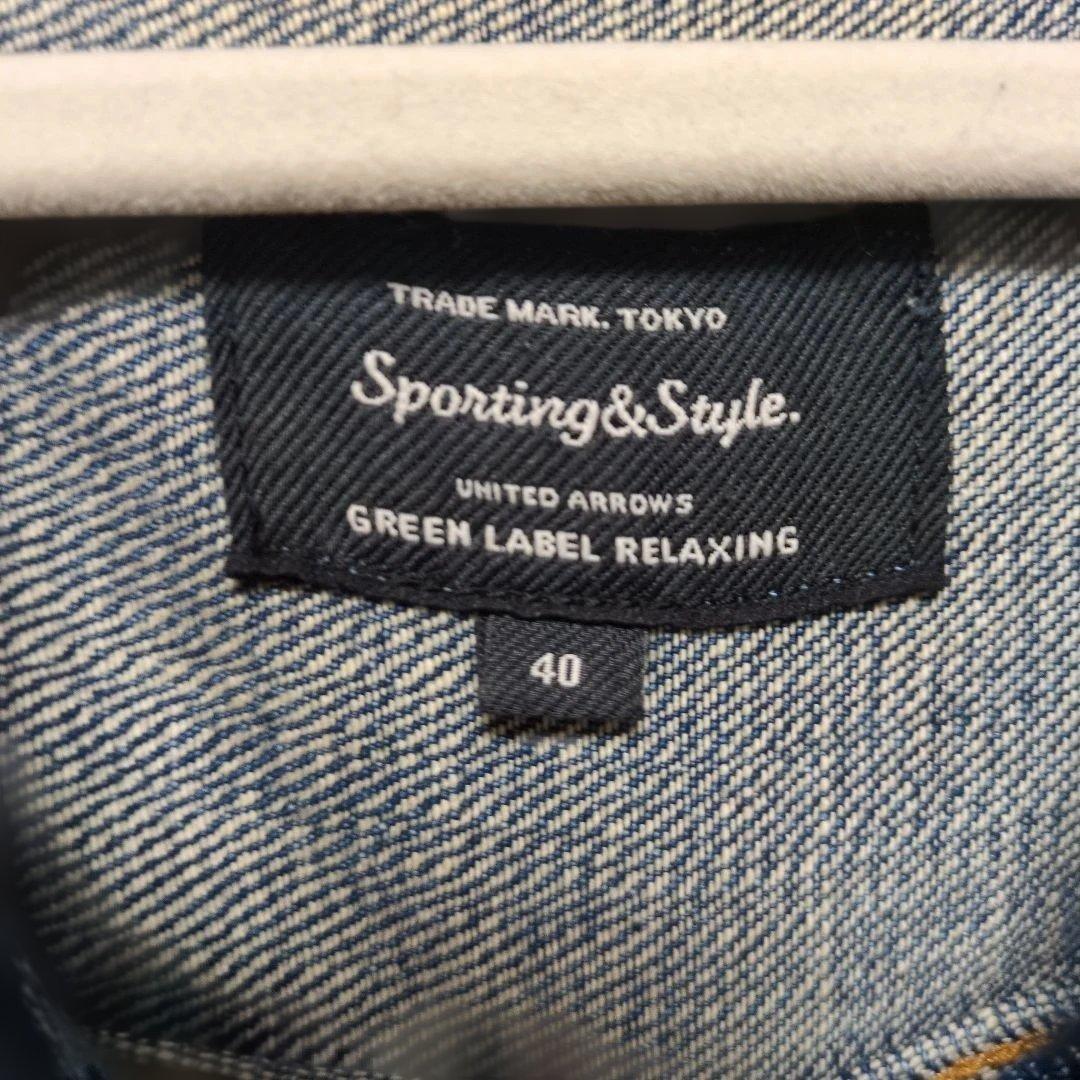 TRADE MARK. TOKYO
Sporting&Style.
UNITED ARROWS
GREEN LABEL RELAXING
40